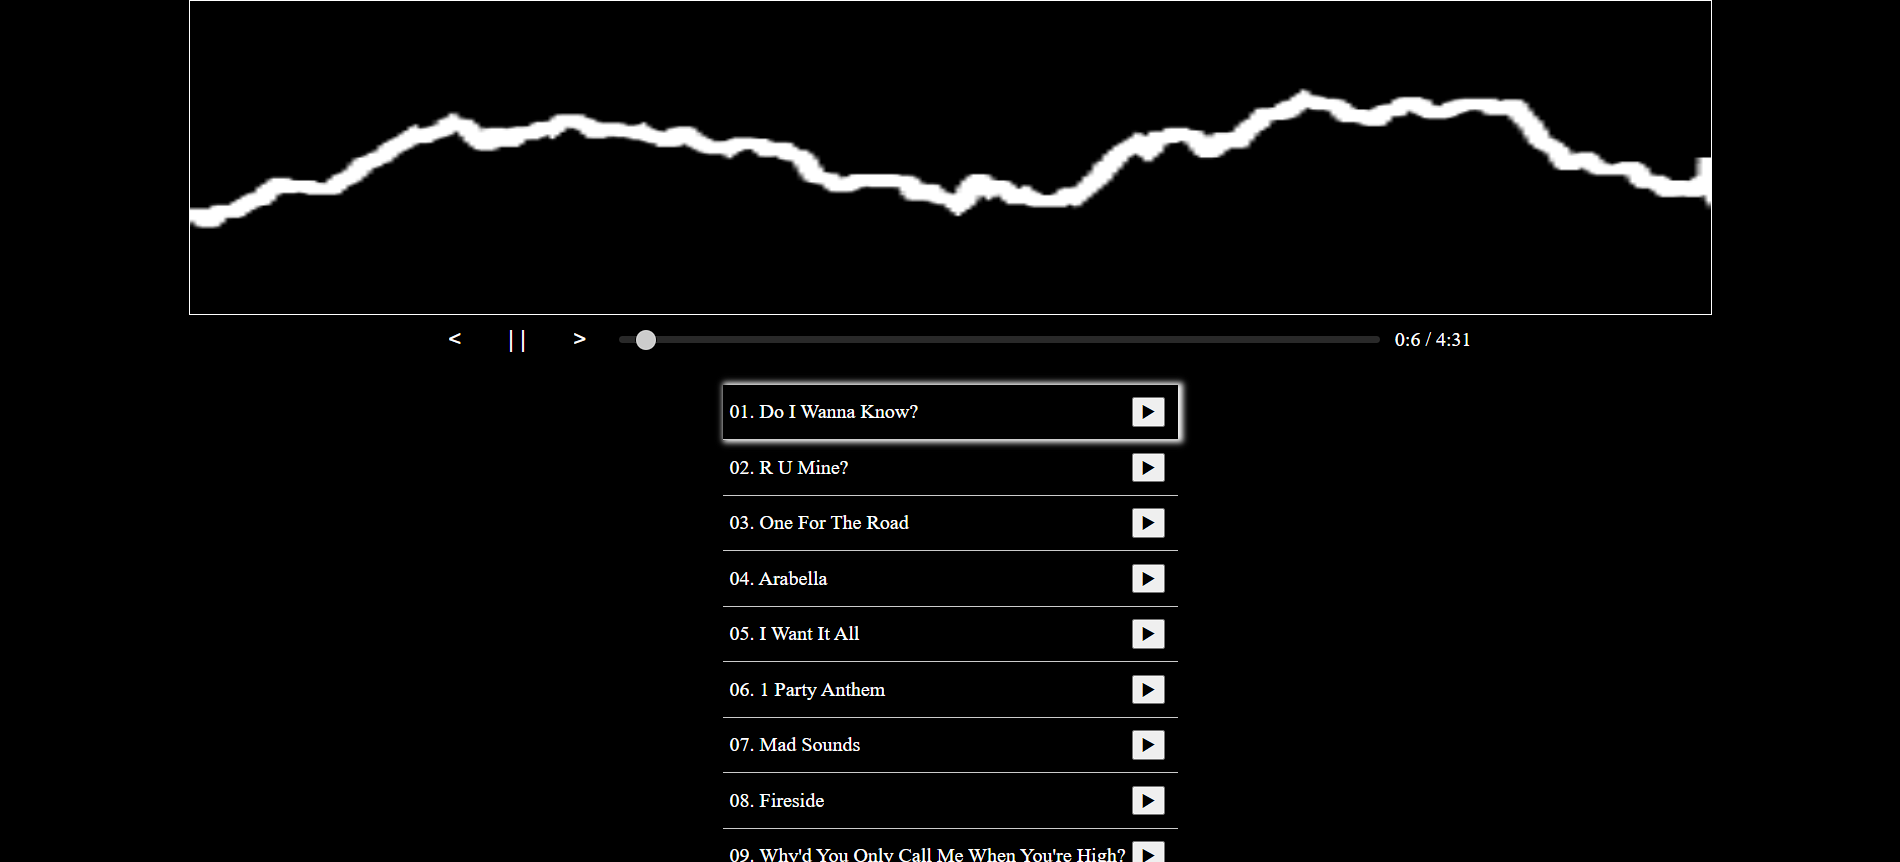 < || > 0:6 / 4:31
01. Do I Wanna Know?
02. R U Mine?
03. One For The Road
04. Arabella
05. I Want It All
06. 1 Party Anthem
07. Mad Sounds
08. Fireside
09. Why'd You Only Call Me When You're High?